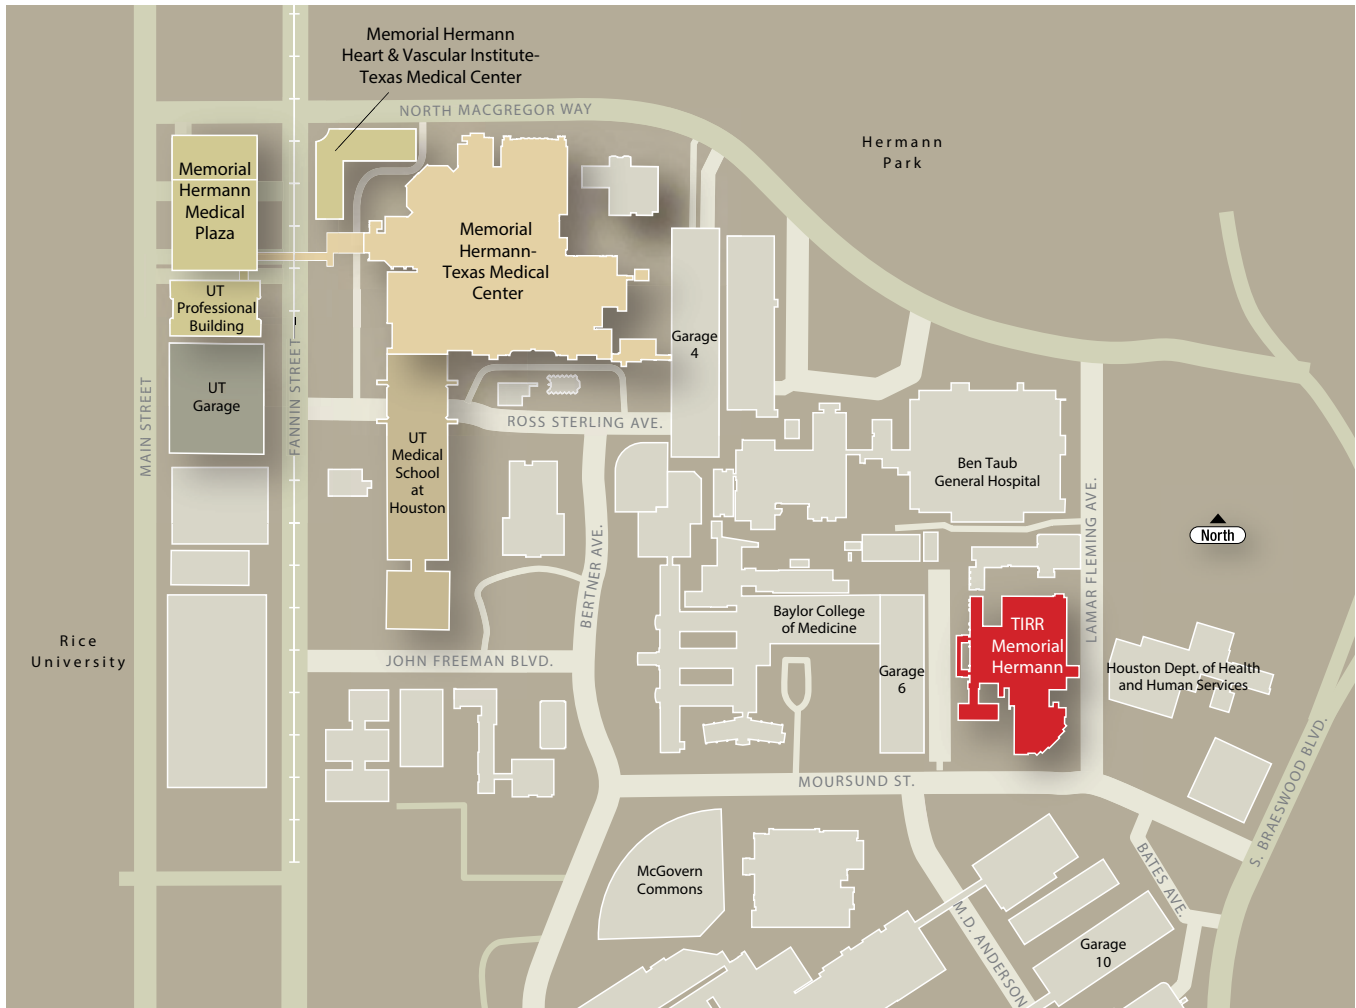 Memorial Hermann
Heart & Vascular Institute-
Texas Medical Center
NORTH MACGREGOR WAY
Hermann
Park
Memorial
Hermann
Medical
Plaza
Memorial
Hermann-
Texas Medical
Center
UT
Professional
Building
Garage
4
UT
Garage
MAIN STREET
FANNIN STREET
ROSS STERLING AVE.
UT
Medical
School
at
Houston
Ben Taub
General Hospital
BERTNER AVE.
LAMAR FLEMING AVE.
North
Rice
University
Baylor College
of Medicine
TIRR
Memorial
Hermann
JOHN FREEMAN BLVD.
Garage
6
Houston Dept. of Health
and Human Services
MOURSUND ST.
S. BRAESWOOD BLVD.
McGovern
Commons
BATES AVE.
M.D. ANDERSON
Garage
10